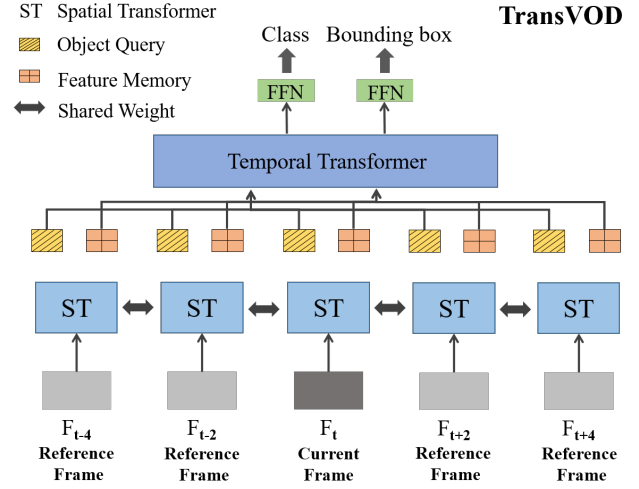 TransVOD
ST Spatial Transformer
Object Query
Feature Memory
Shared Weight
Class Bounding box
FFN FFN
Temporal Transformer
ST ST ST ST ST
Fₜ₋₄ Fₜ₋₂ Fₜ Fₜ₊₂ Fₜ₊₄
Reference Reference Current Reference Reference
Frame Frame Frame Frame Frame